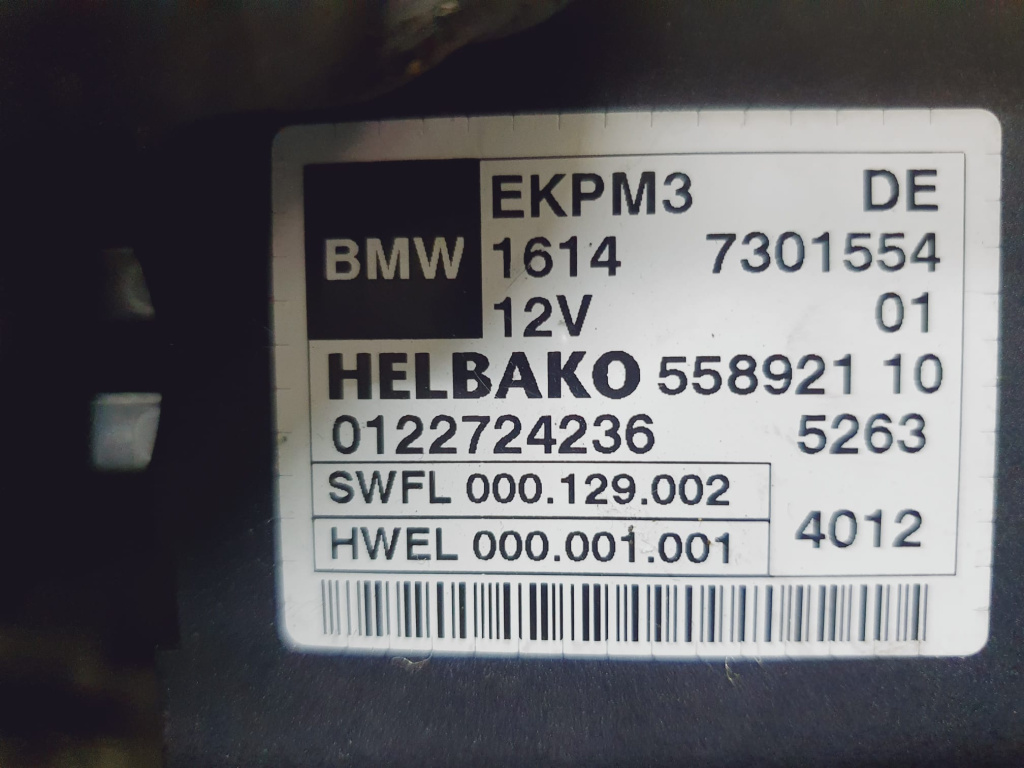 EKPM3 DE
BMW 1614 7301554
12V 01
HELBAKO 558921 10
0122724236 5263
SWFL 000.129.002
4012
HWEL 000.001.001